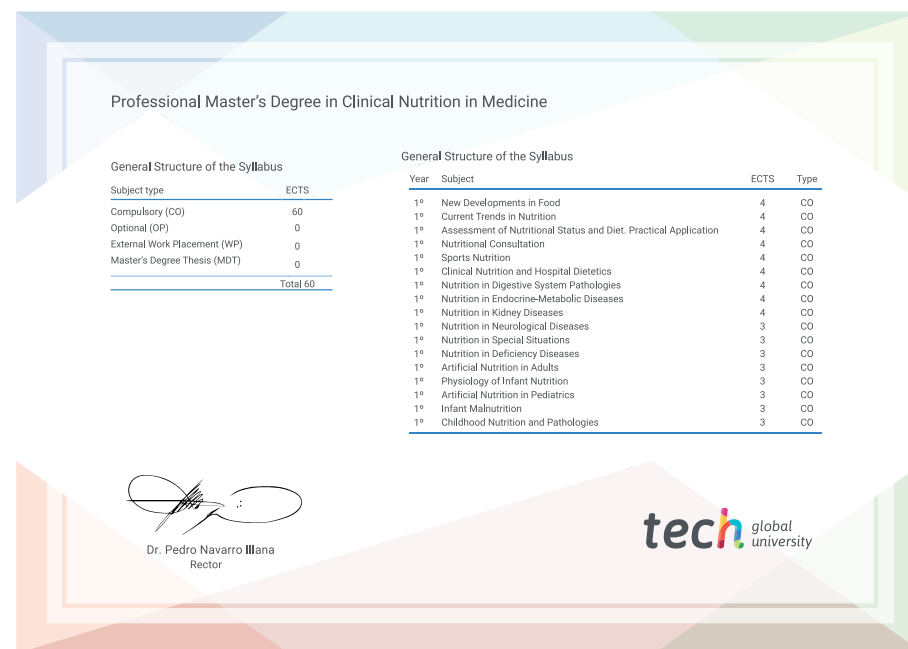 Professional Master's Degree in Clinical Nutrition in Medicine
General Structure of the Syllabus
Subject type ECTS
Compulsory (CO) 60
Optional (OP) 0
External Work Placement (WP) 0
Master's Degree Thesis (MDT) 0
Total 60
General Structure of the Syllabus
Year Subject ECTS Type
1º New Developments in Food 4 CO
1º Current Trends in Nutrition 4 CO
1º Assessment of Nutritional Status and Diet. Practical Application 4 CO
1º Nutritional Consultation 4 CO
1º Sports Nutrition 4 CO
1º Clinical Nutrition and Hospital Dietetics 4 CO
1º Nutrition in Digestive System Pathologies 4 CO
1º Nutrition in Endocrine-Metabolic Diseases 4 CO
1º Nutrition in Kidney Diseases 4 CO
1º Nutrition in Neurological Diseases 3 CO
1º Nutrition in Special Situations 3 CO
1º Nutrition in Deficiency Diseases 3 CO
1º Artificial Nutrition in Adults 3 CO
1º Physiology of Infant Nutrition 3 CO
1º Artificial Nutrition in Pediatrics 3 CO
1º Infant Malnutrition 3 CO
1º Childhood Nutrition and Pathologies 3 CO
Dr. Pedro Navarro Illana
Rector
tech global
university